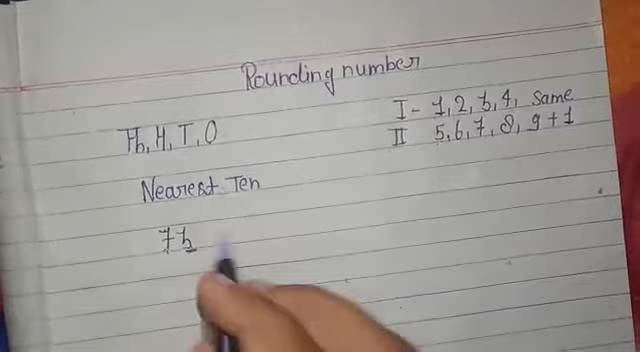 Rounding number
I - 1, 2, 3, 4, Same
II 5, 6, 7, 8, 9 + 1
Th, H, T, O
Nearest Ten
73